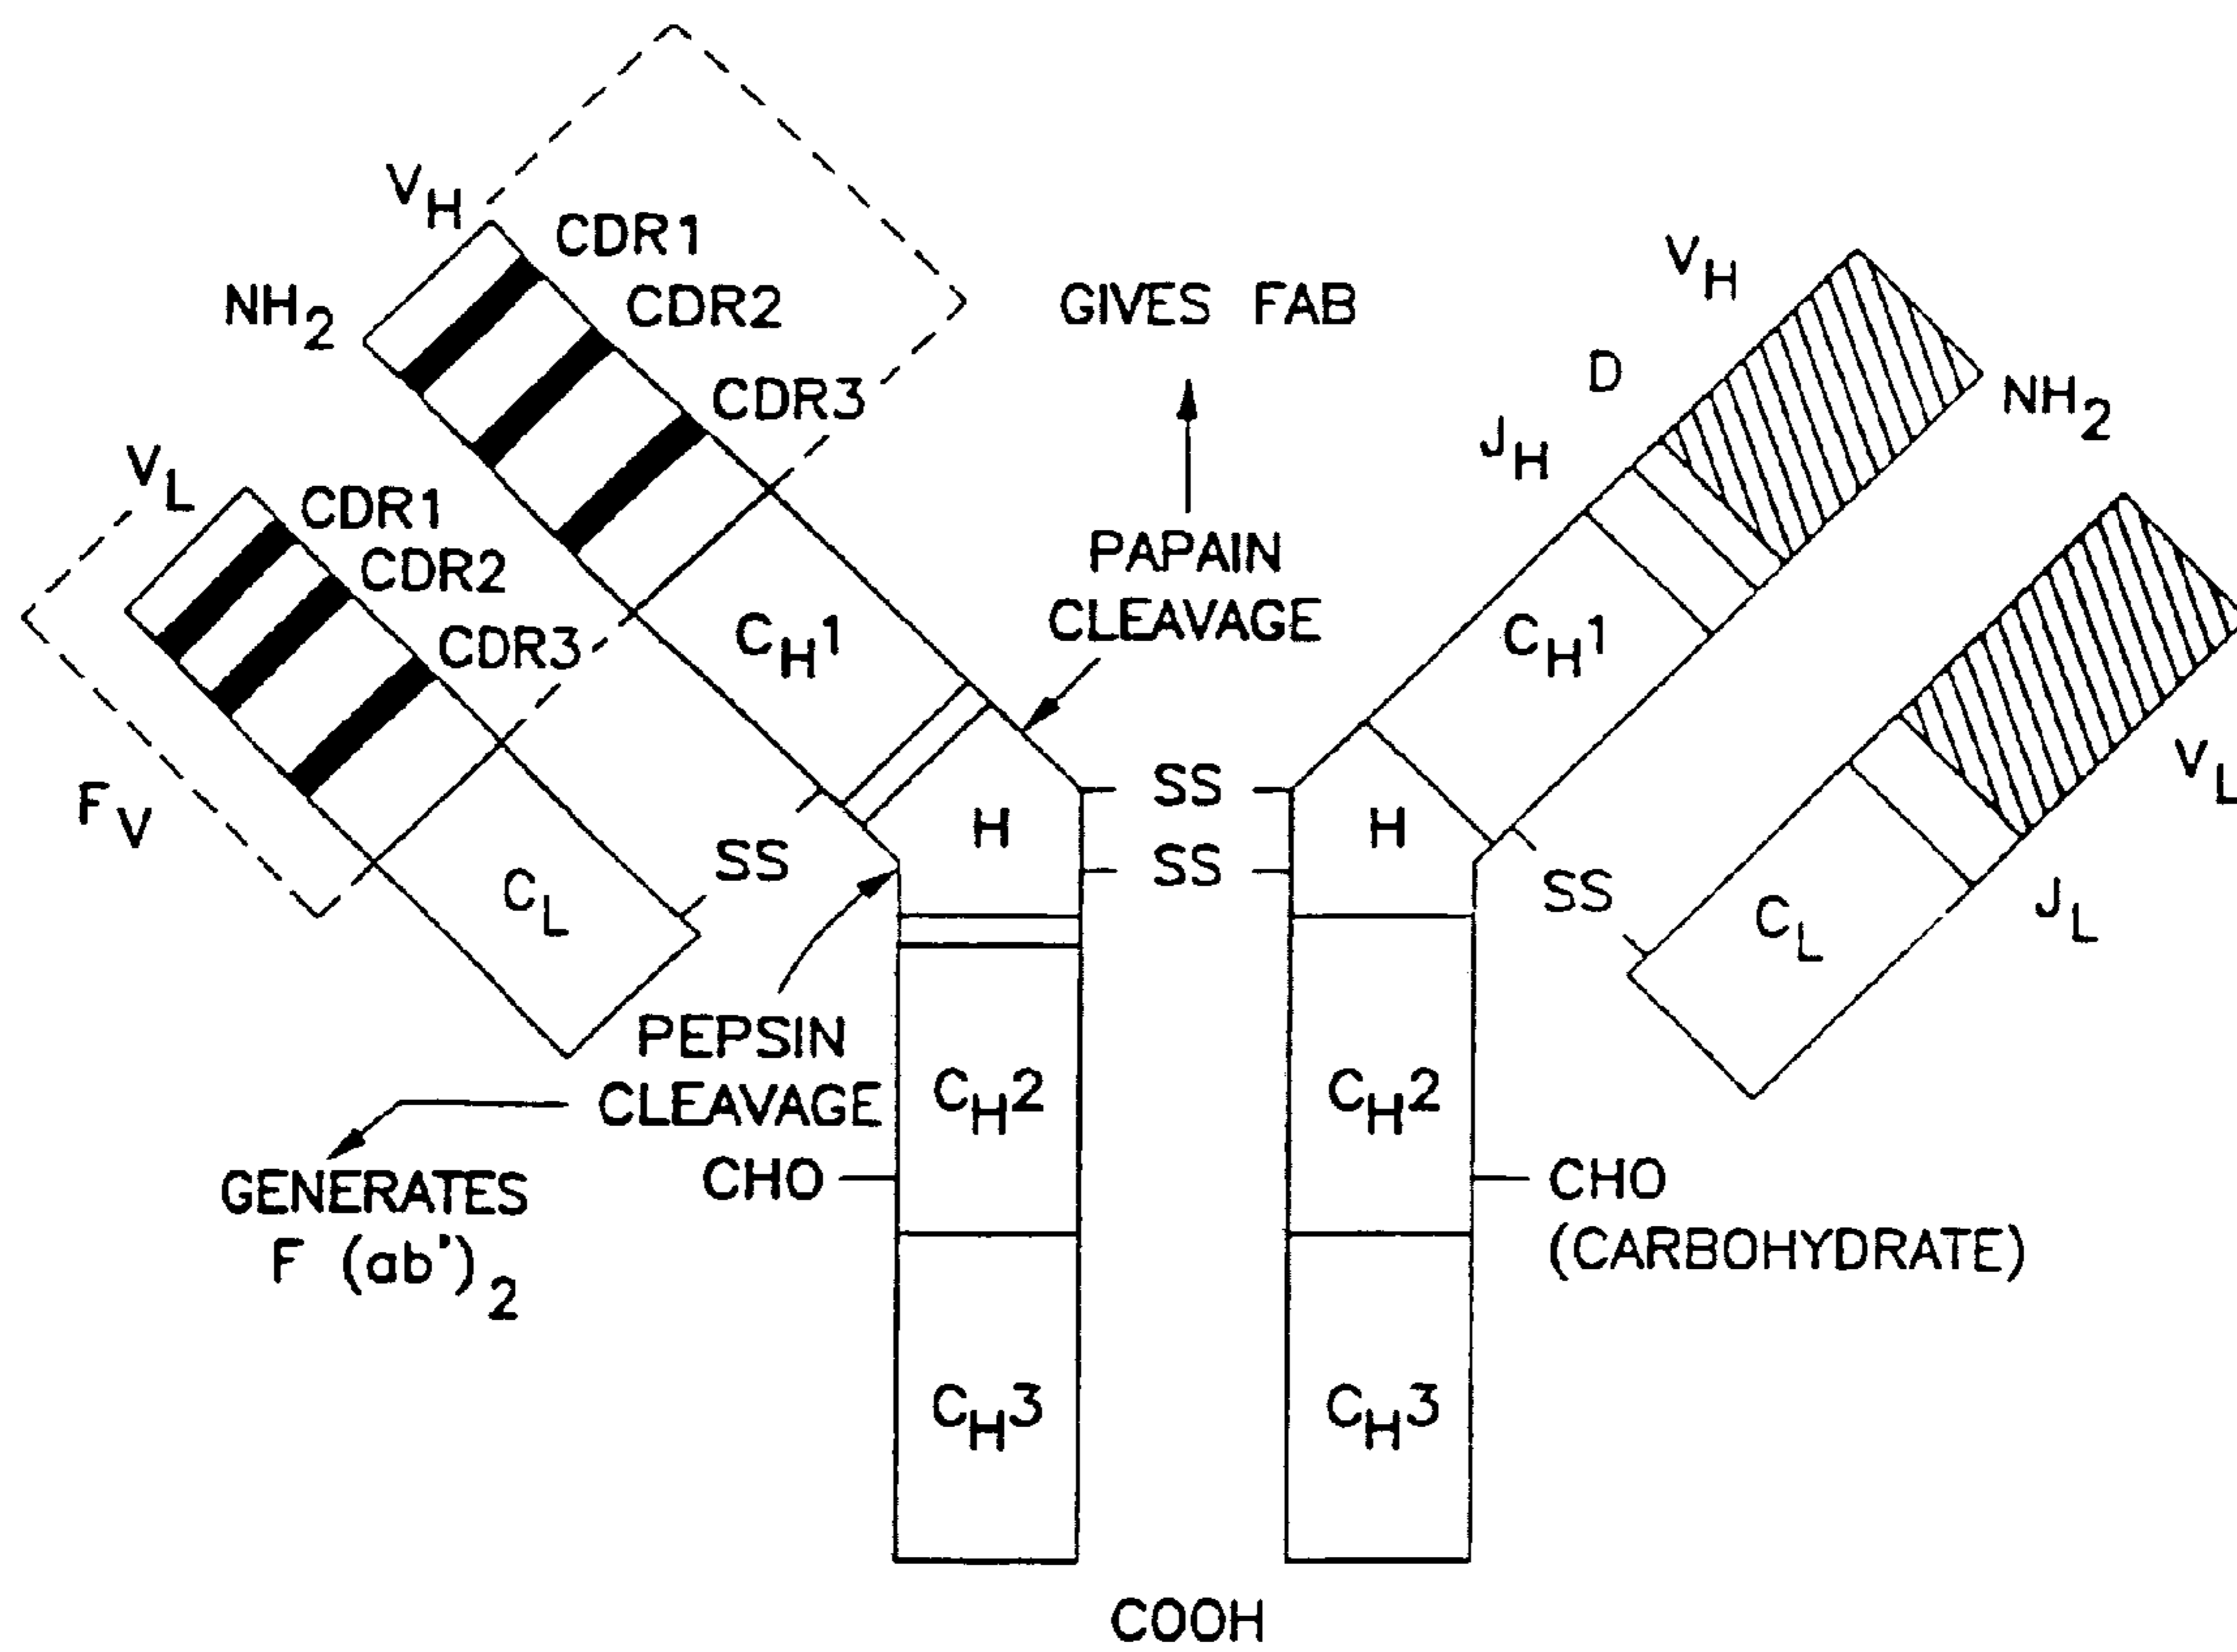 V_H
CDR1
NH_2
CDR2
CDR3
V_L
CDR1
CDR2
CDR3
F_V
C_H1
C_L
SS
GIVES FAB
PAPAIN
CLEAVAGE
H
SS
SS
H
PEPSIN
CLEAVAGE
GENERATES
F (ab')_2
C_H2
CHO
C_H3
V_H
D
J_H
NH_2
C_H1
V_L
J_L
C_L
SS
C_H2
CHO
(CARBOHYDRATE)
C_H3
COOH